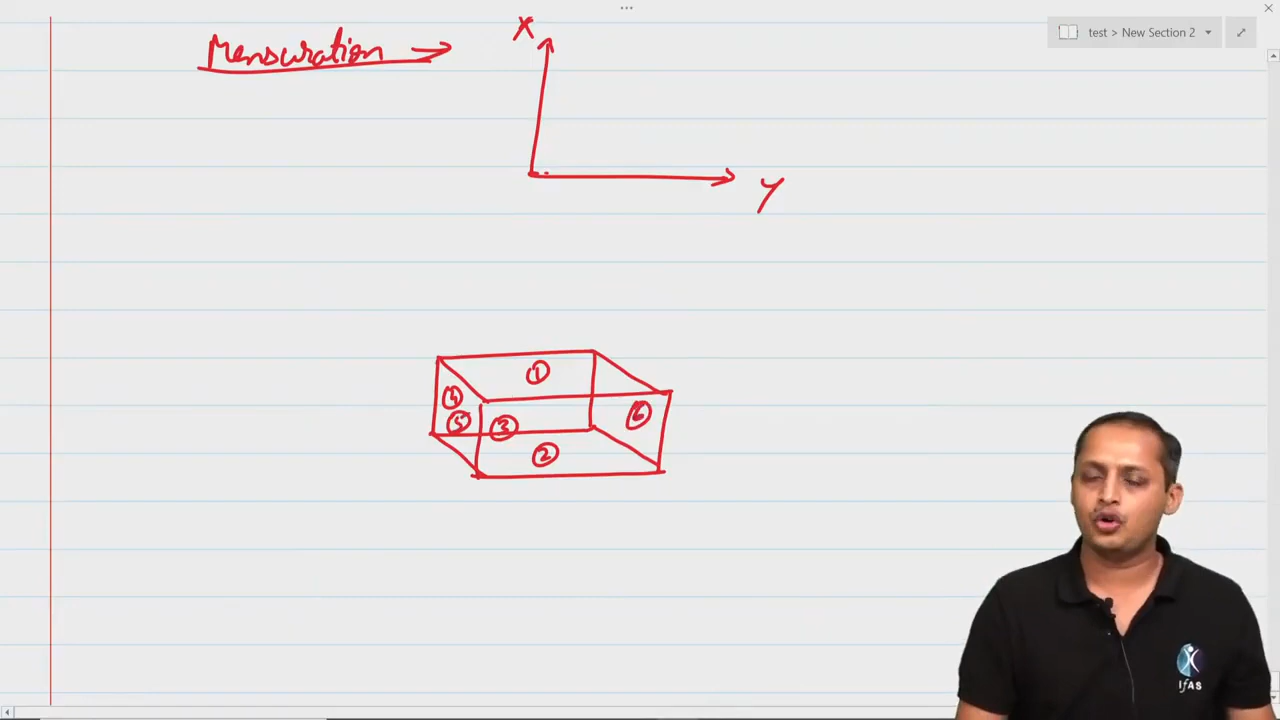 Mensuration →
X
Y
test > New Section 2
①
④
⑤
③
⑥
②
IFAS